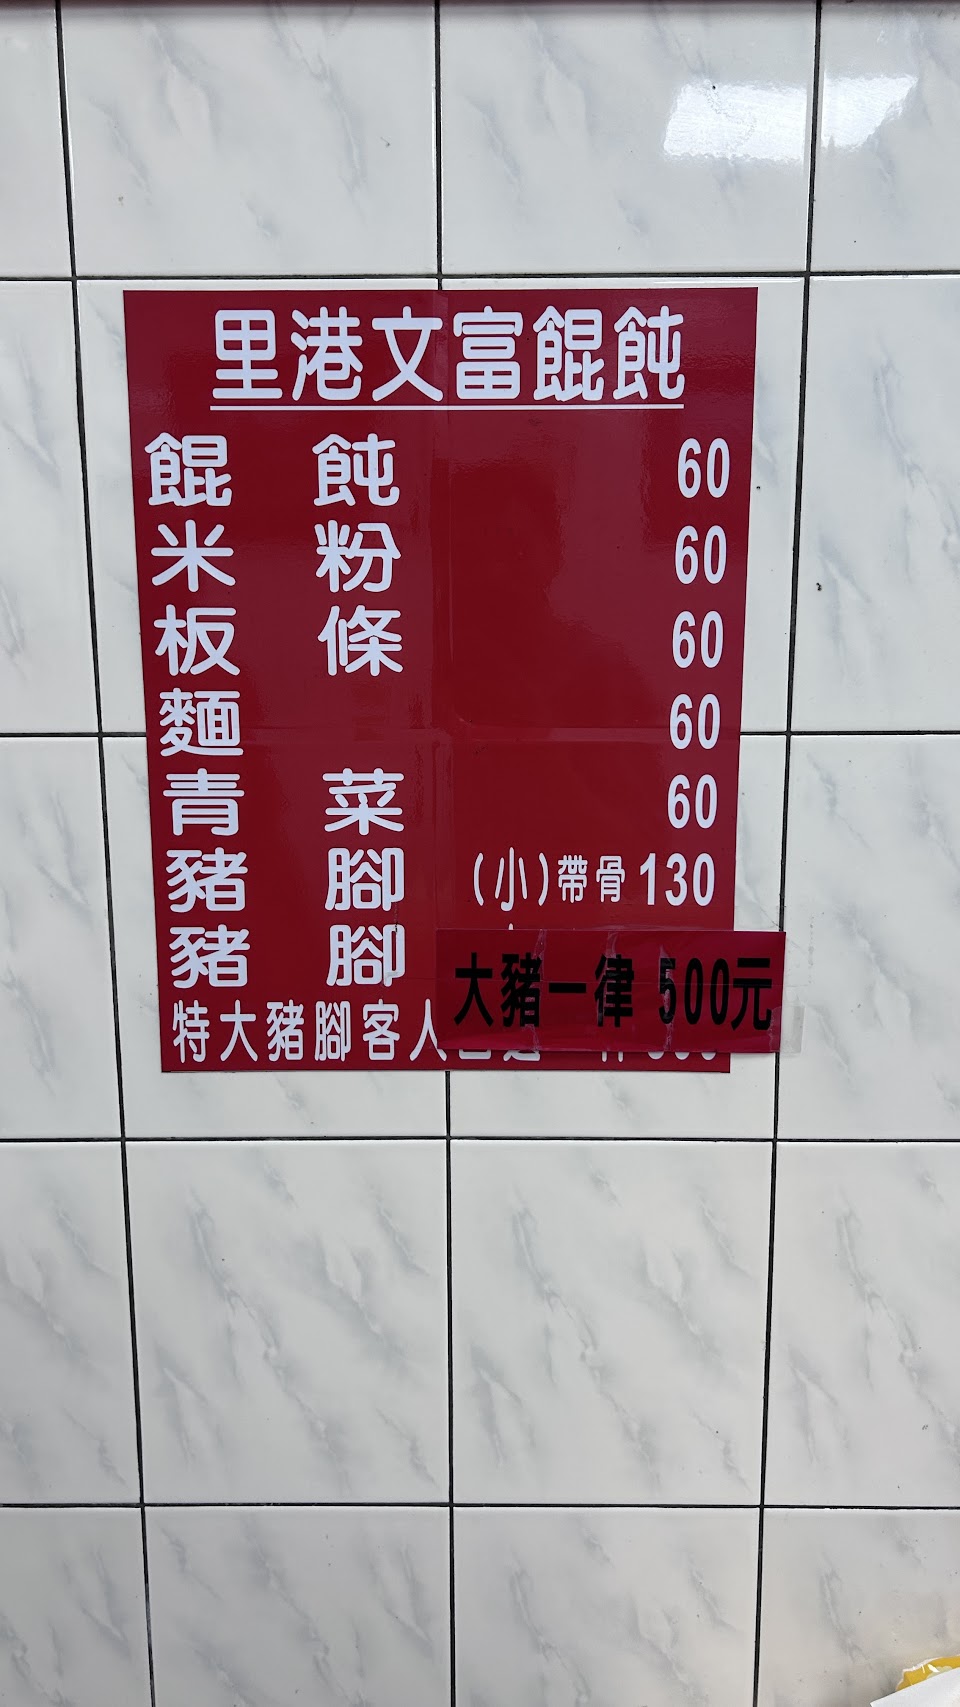 里港文富餛飩
餛飩 60
米粉 60
板條 60
麵 60
青菜 60
豬腳 (小)帶骨 130
豬腳
大豬一律 500元
特大豬腳客人